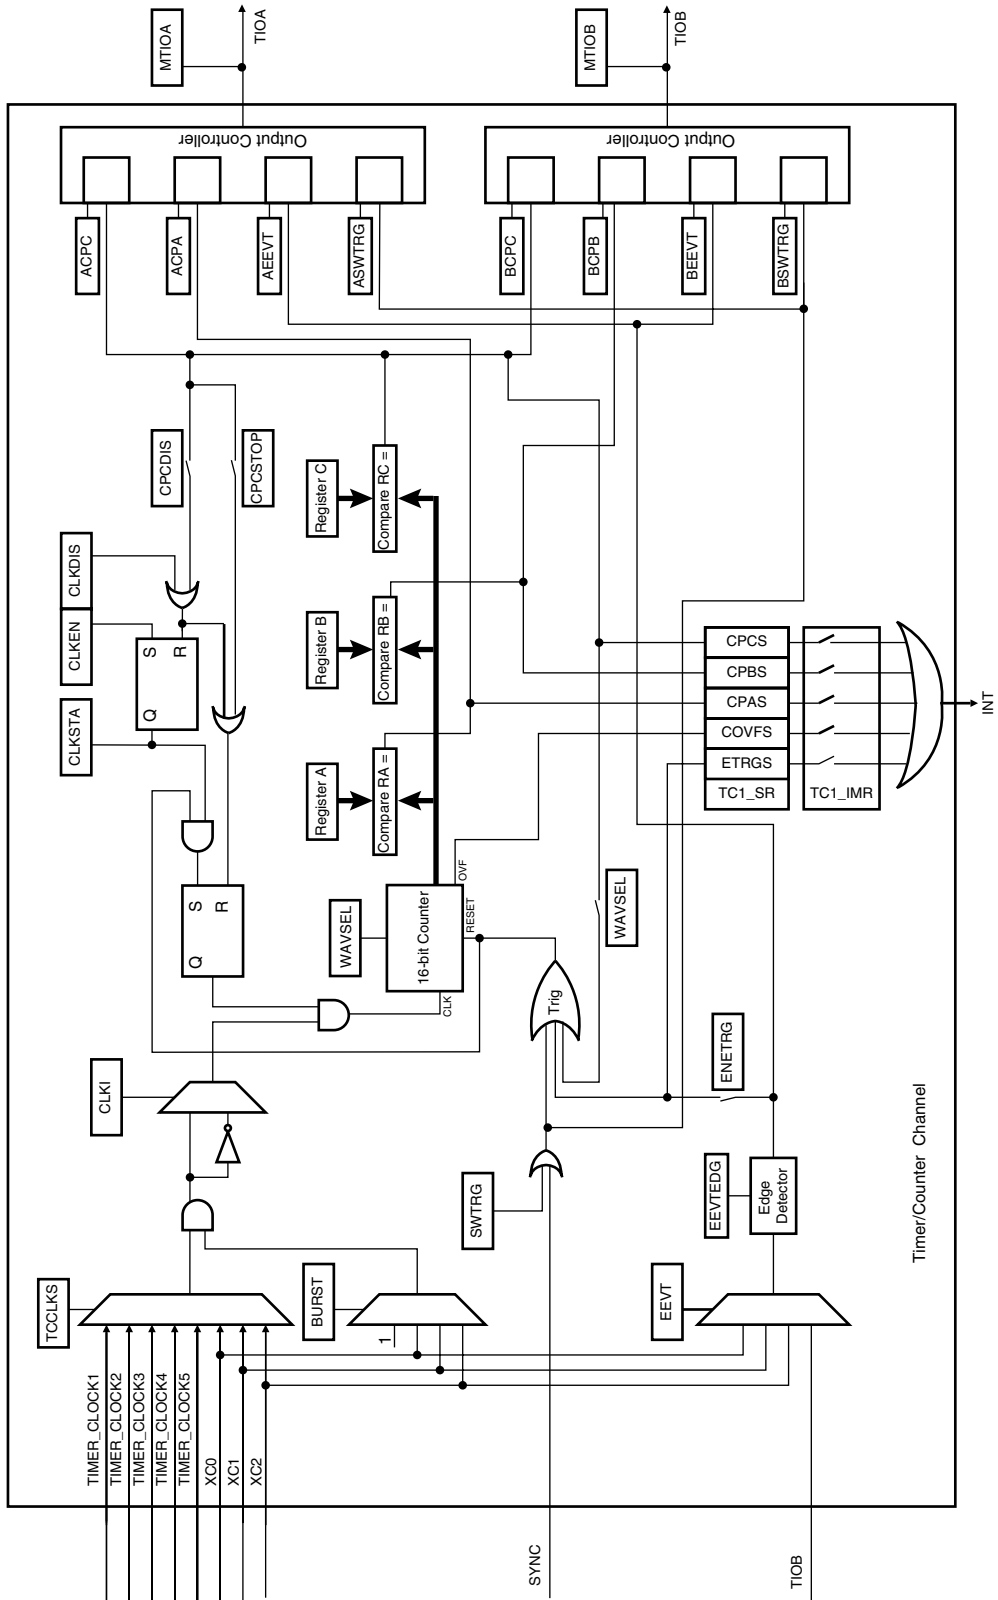 TCCLKS
TIMER_CLOCK1
TIMER_CLOCK2
TIMER_CLOCK3
TIMER_CLOCK4
TIMER_CLOCK5
XC0
XC1
XC2
CLKI
CLKSTA
CLKEN
CLKDIS
CPCDIS
CPCSTOP
Q
S
R
Q
S
R
BURST
1
WAVSEL
16-bit Counter
CLK
RESET
OVF
Register A
Register B
Register C
Compare RA =
Compare RB =
Compare RC =
ACPC
ACPA
AEEVT
ASWTRG
Output Controller
MTIOA
TIOA
BCPC
BCPB
BEEVT
BSWTRG
Output Controller
MTIOB
TIOB
SYNC
SWTRG
Trig
WAVSEL
TIOB
EEVT
EEVTEDG
Edge
Detector
ENETRG
CPCS
CPBS
CPAS
COVFS
ETRGS
TC1_SR
TC1_IMR
INT
Timer/Counter Channel